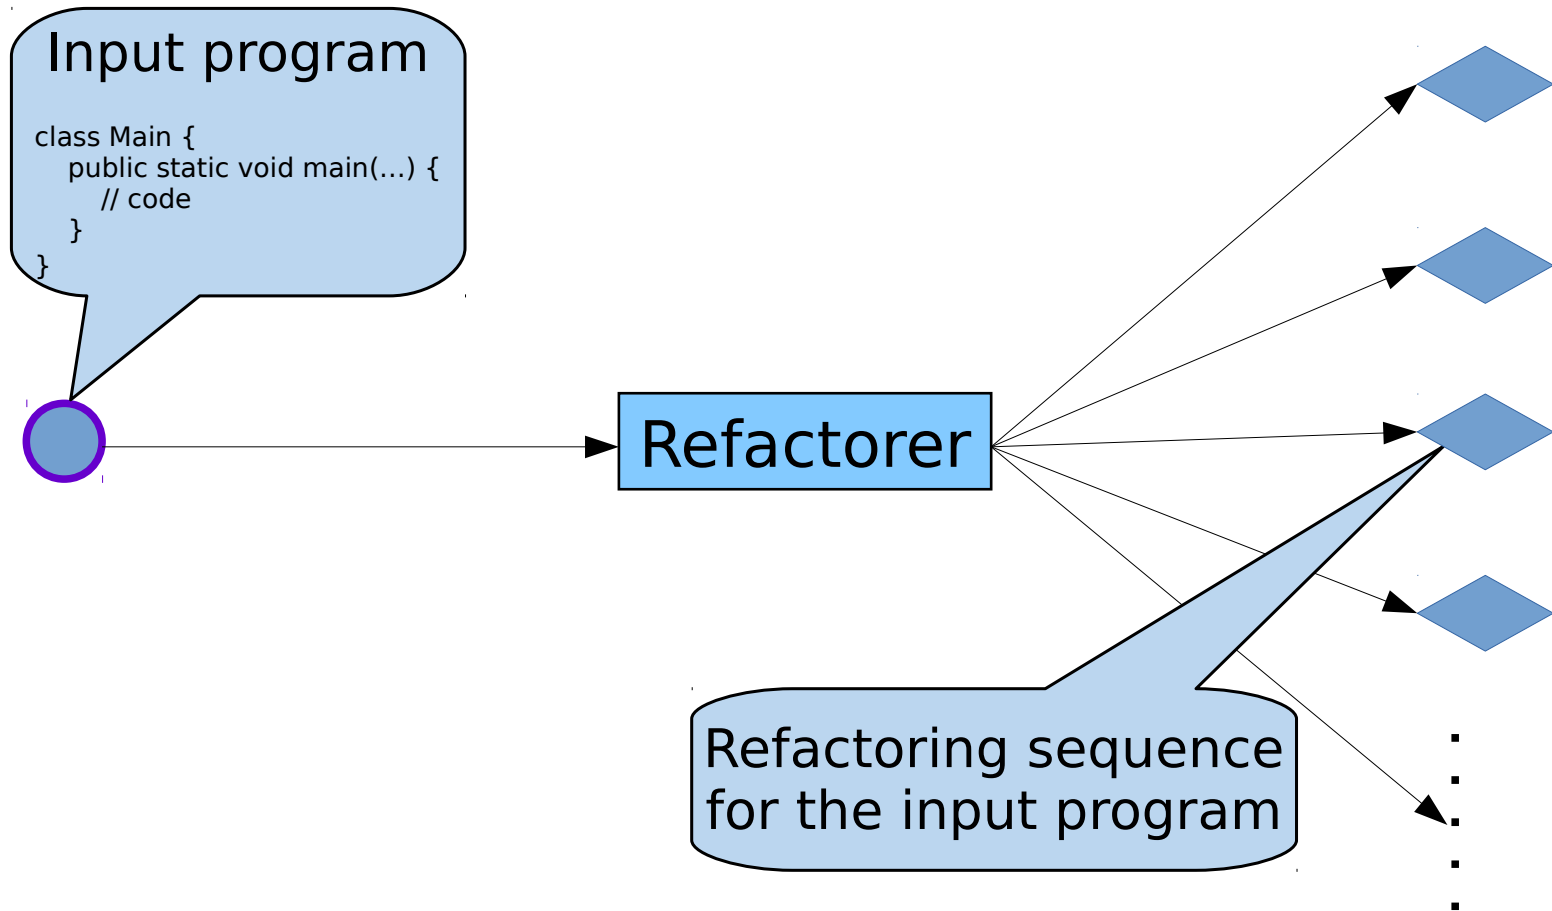 Input program
class Main {
public static void main(...) {
// code
}
}
Refactorer
Refactoring sequence
for the input program